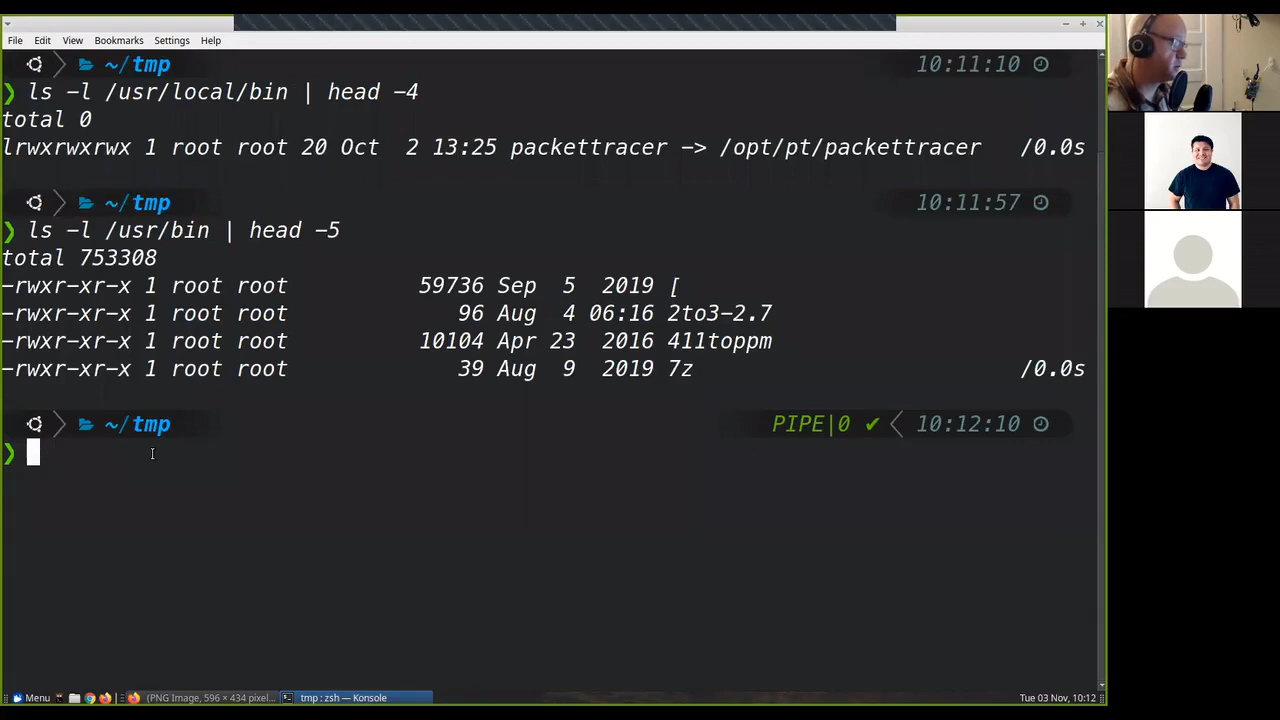 File Edit View Bookmarks Settings Help
~/tmp 10:11:10
❯ ls -l /usr/local/bin | head -4
total 0
lrwxrwxrwx 1 root root 20 Oct  2 13:25 packettracer -> /opt/pt/packettracer /0.0s
~/tmp 10:11:57
❯ ls -l /usr/bin | head -5
total 753308
-rwxr-xr-x 1 root root 59736 Sep  5  2019 [
-rwxr-xr-x 1 root root 96 Aug  4 06:16 2to3-2.7
-rwxr-xr-x 1 root root 10104 Apr 23  2016 411toppm
-rwxr-xr-x 1 root root 39 Aug  9  2019 7z /0.0s
~/tmp PIPE|0 ✔ 10:12:10
❯
Menu (PNG Image, 596 × 434 pixel... tmp : zsh — Konsole Tue 03 Nov, 10:12